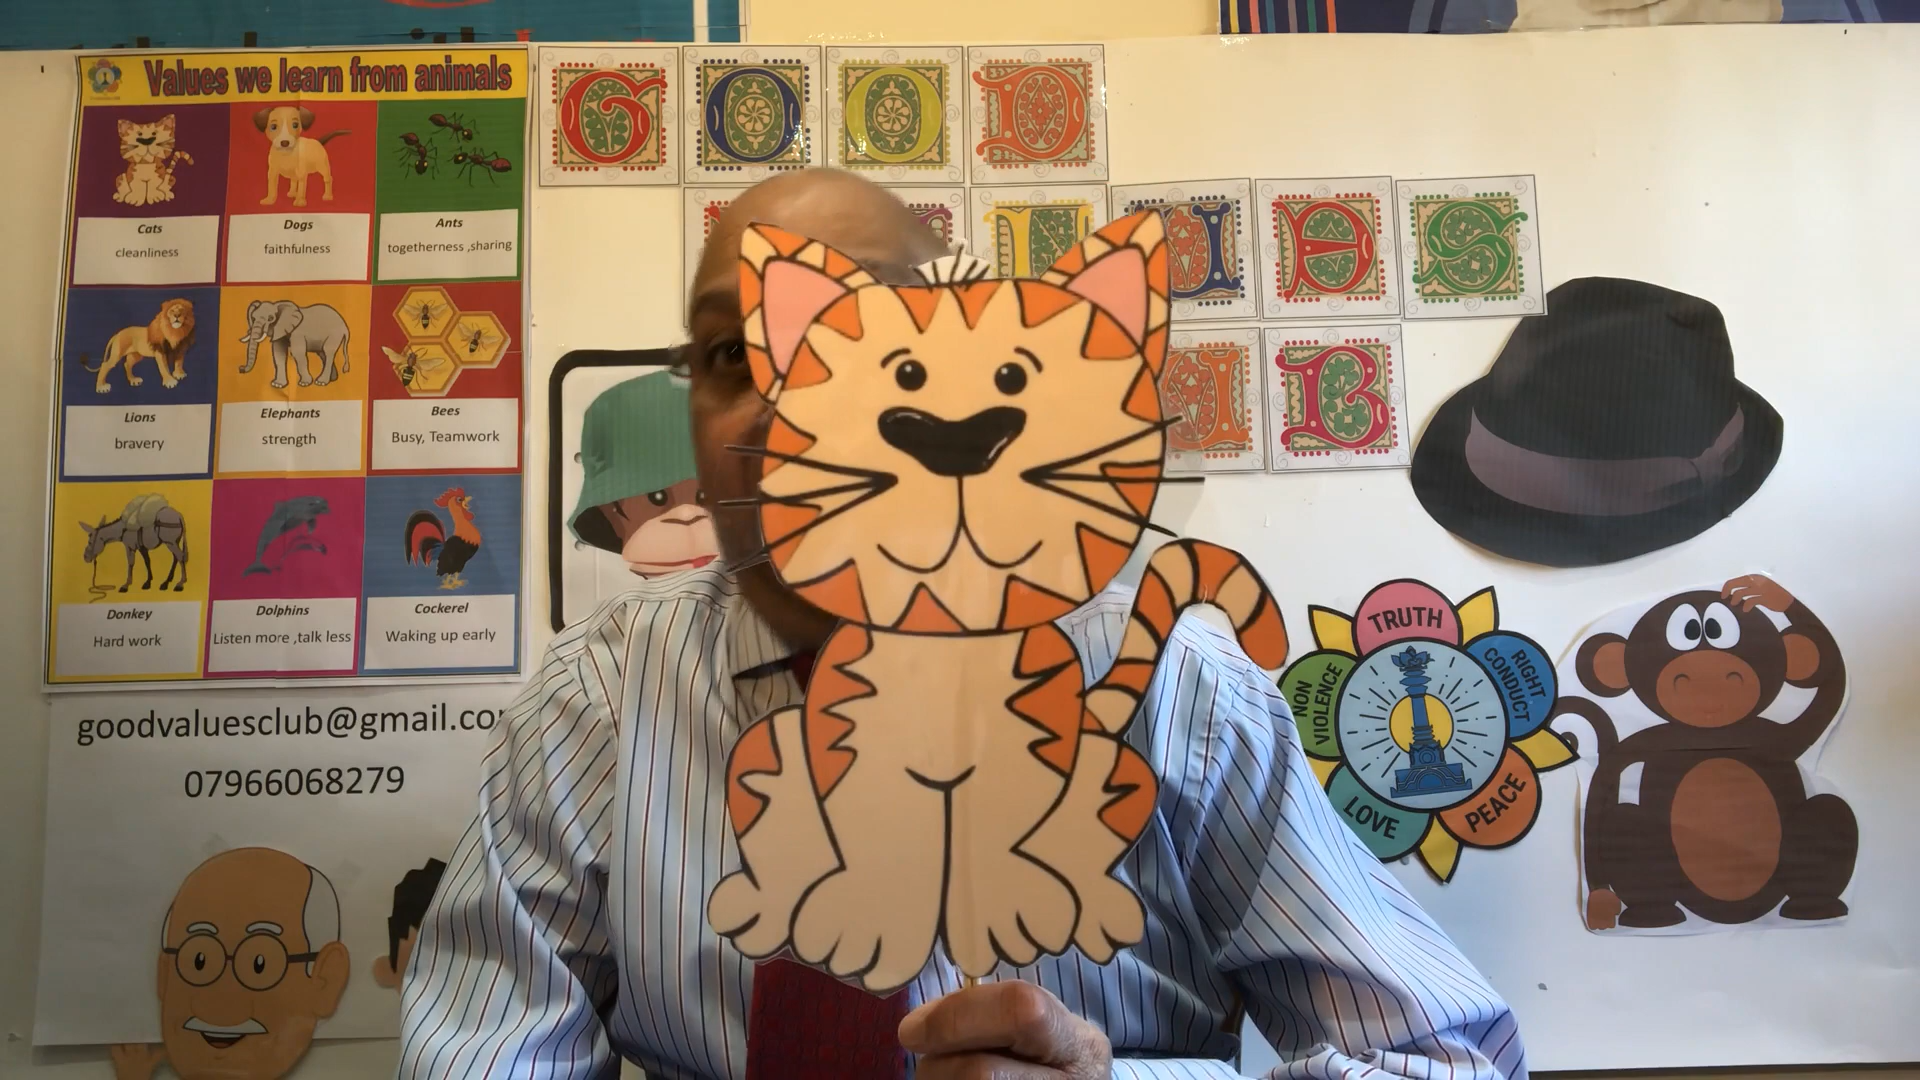 Values we learn from animals
Cats
cleanliness
Dogs
faithfulness
Ants
togetherness ,sharing
Lions
bravery
Elephants
strength
Bees
Busy, Teamwork
Donkey
Hard work
Dolphins
Listen more ,talk less
Cockerel
Waking up early
goodvaluesclub@gmail.co
07966068279
GOOD
ES
B
TRUTH
RIGHT
CONDUCT
PEACE
LOVE
NON
VIOLENCE